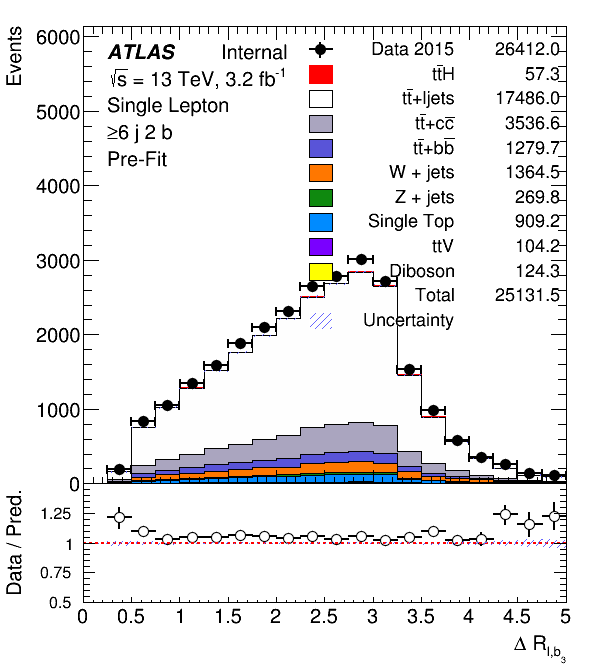 Events
6000
5000
4000
3000
2000
1000
0
ATLAS Internal
√s = 13 TeV, 3.2 fb⁻¹
Single Lepton
≥6 j 2 b
Pre-Fit
Data 2015 26412.0
tt̅H 57.3
tt̅+ljets 17486.0
tt̅+cc̅ 3536.6
tt̅+bb̅ 1279.7
W + jets 1364.5
Z + jets 269.8
Single Top 909.2
ttV 104.2
Diboson 124.3
Total 25131.5
Uncertainty
Data / Pred.
1.25
1
0.75
0.5
0 0.5 1 1.5 2 2.5 3 3.5 4 4.5 5
Δ R_{l,b_3}